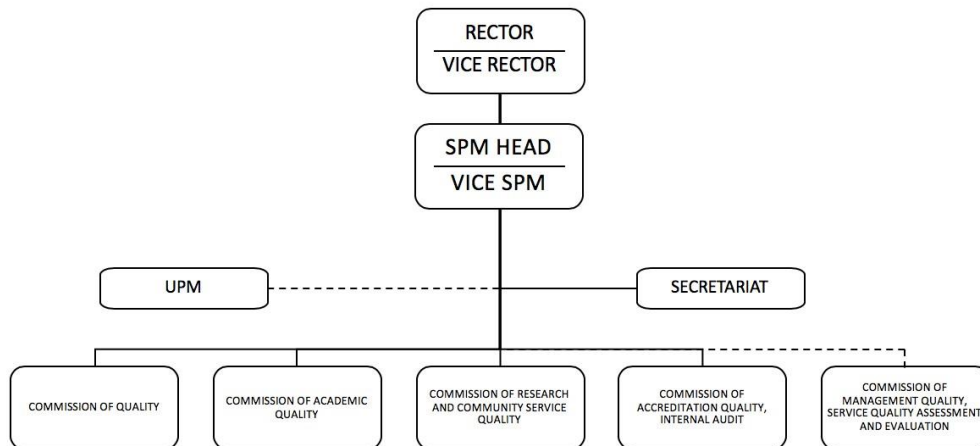 RECTOR
VICE RECTOR
SPM HEAD
VICE SPM
UPM
SECRETARIAT
COMMISSION OF QUALITY
COMMISSION OF ACADEMIC
QUALITY
COMMISSION OF RESEARCH
AND COMMUNITY SERVICE
QUALITY
COMMISSION OF
ACCREDITATION QUALITY,
INTERNAL AUDIT
COMMISSION OF
MANAGEMENT QUALITY,
SERVICE QUALITY ASSESSMENT
AND EVALUATION